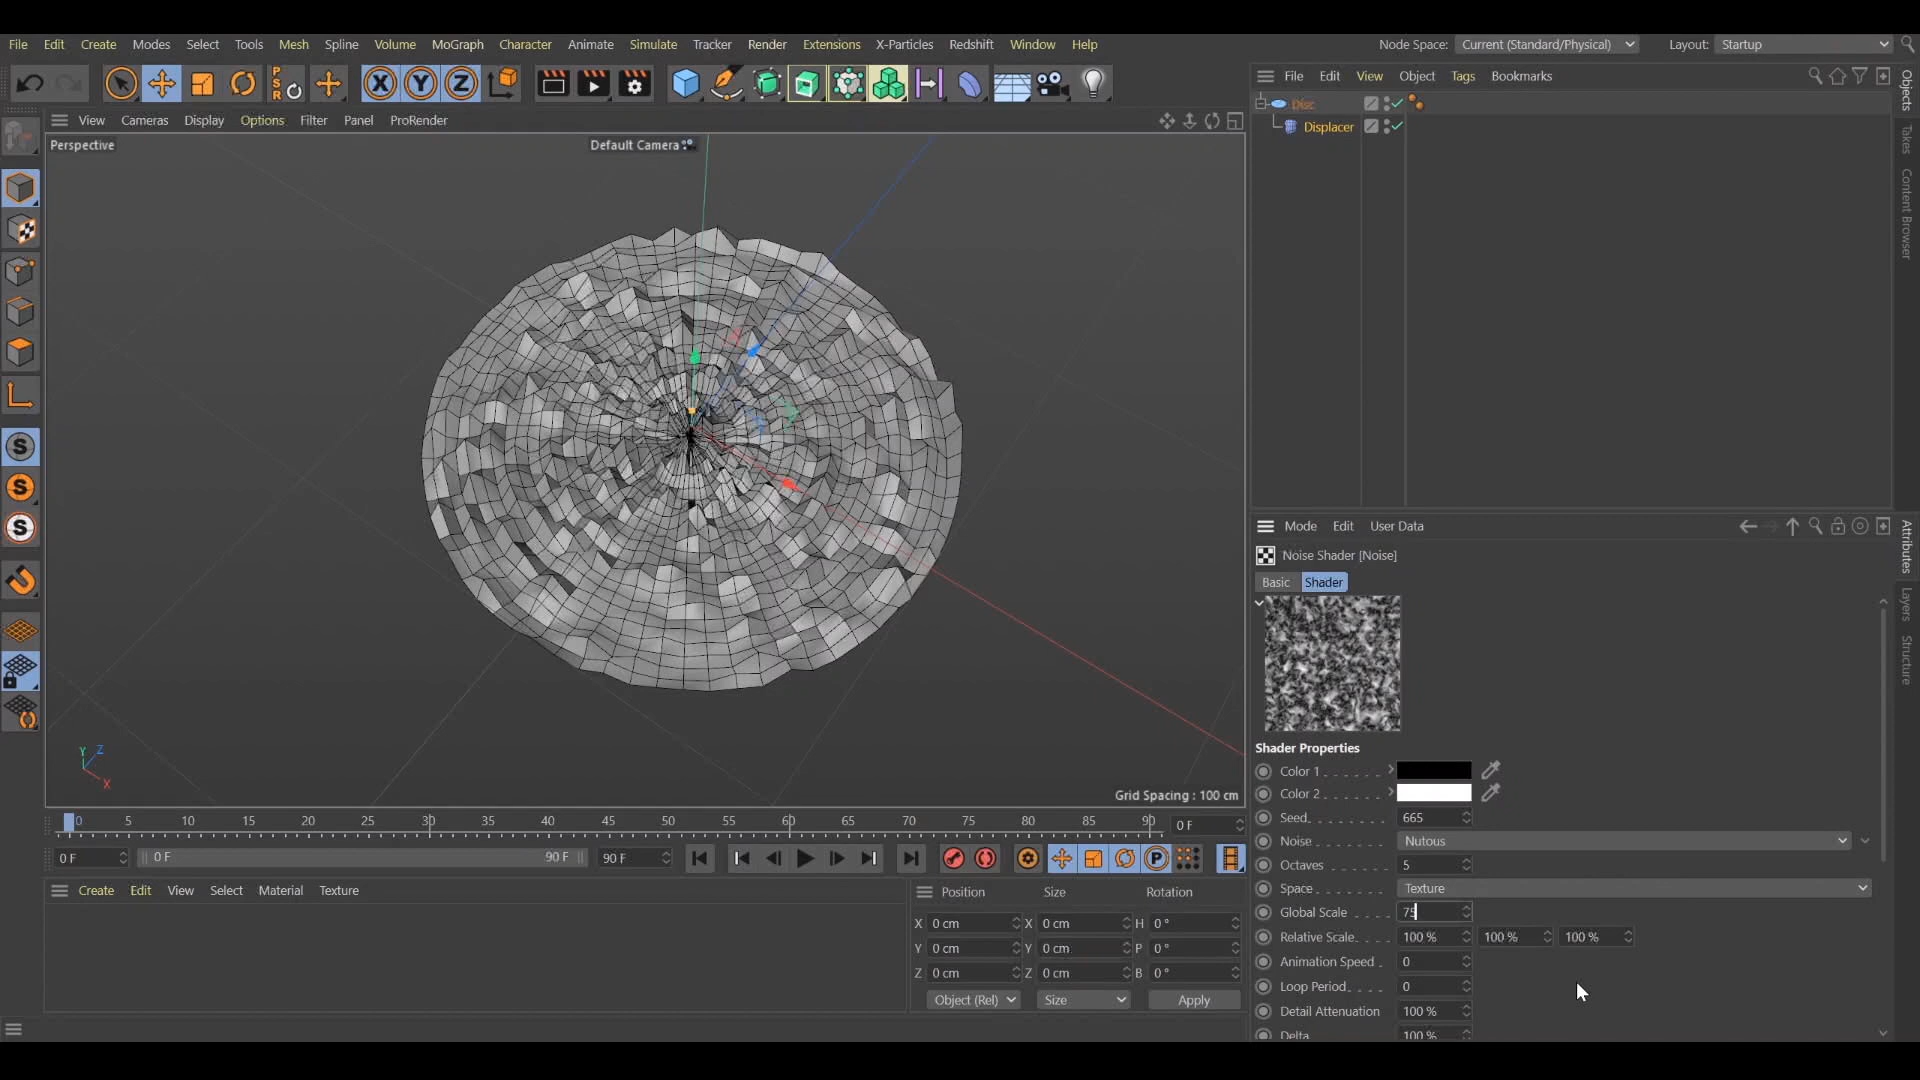 File Edit Create Modes Select Tools Mesh Spline Volume MoGraph Character Animate Simulate Tracker Render Extensions X-Particles Redshift Window Help Node Space: Current (Standard/Physical) Layout: Startup
P S R X Y Z
File Edit View Object Tags Bookmarks
Objects
Takes
Content Browser
View Cameras Display Options Filter Panel ProRender
Disc
Displacer
Perspective
Default Camera
S
S
S
Y Z
X
Grid Spacing : 100 cm
Mode Edit User Data
Attributes
Layers
Structure
Noise Shader [Noise]
Basic Shader
Shader Properties
Color 1
Color 2
Seed 665
Noise Nutous
Octaves 5
Space Texture
Global Scale 75
Relative Scale 100 % 100 % 100 %
Animation Speed 0
Loop Period 0
Detail Attenuation 100 %
Delta 100 %
0 5 10 15 20 25 30 35 40 45 50 55 60 65 70 75 80 85 90 0 F
0 F 0 F 90 F 90 F P
Create Edit View Select Material Texture
Position Size Rotation
X 0 cm X 0 cm H 0 °
Y 0 cm Y 0 cm P 0 °
Z 0 cm Z 0 cm B 0 °
Object (Rel) Size Apply